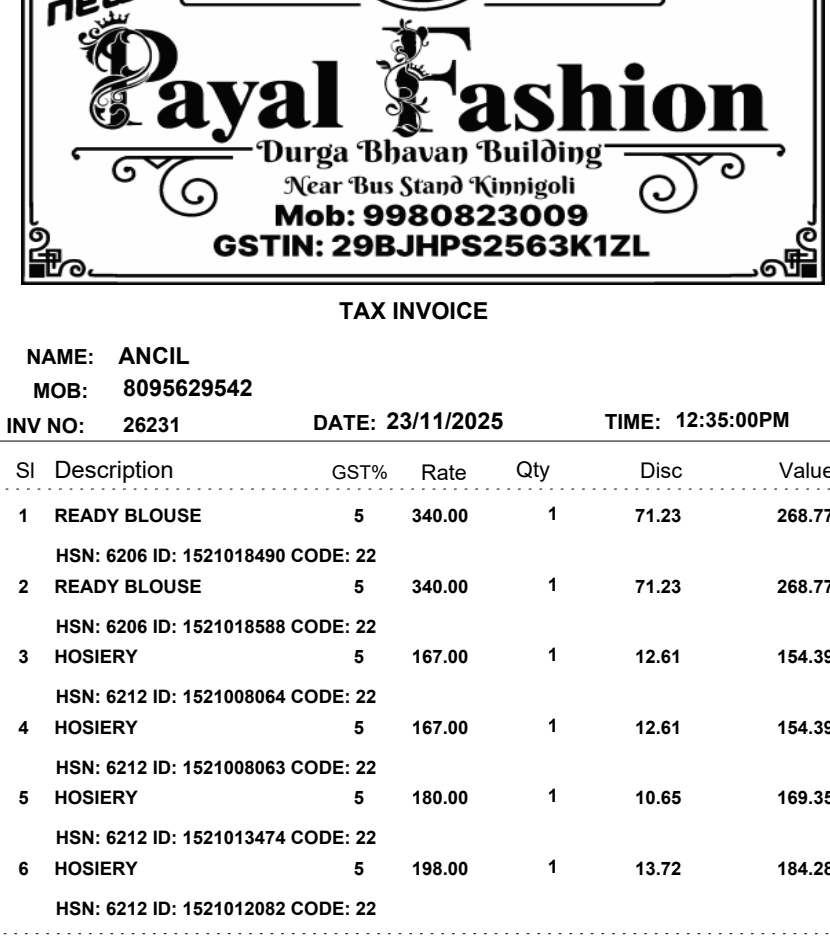 new
Payal Fashion
Durga Bhavan Building
Near Bus Stand Kinnigoli
Mob: 9980823009
GSTIN: 29BJHPS2563K1ZL
TAX INVOICE
NAME: ANCIL
MOB: 8095629542
INV NO: 26231 DATE: 23/11/2025 TIME: 12:35:00PM
Sl Description GST% Rate Qty Disc Value
1 READY BLOUSE 5 340.00 1 71.23 268.77
HSN: 6206 ID: 1521018490 CODE: 22
2 READY BLOUSE 5 340.00 1 71.23 268.77
HSN: 6206 ID: 1521018588 CODE: 22
3 HOSIERY 5 167.00 1 12.61 154.39
HSN: 6212 ID: 1521008064 CODE: 22
4 HOSIERY 5 167.00 1 12.61 154.39
HSN: 6212 ID: 1521008063 CODE: 22
5 HOSIERY 5 180.00 1 10.65 169.35
HSN: 6212 ID: 1521013474 CODE: 22
6 HOSIERY 5 198.00 1 13.72 184.28
HSN: 6212 ID: 1521012082 CODE: 22